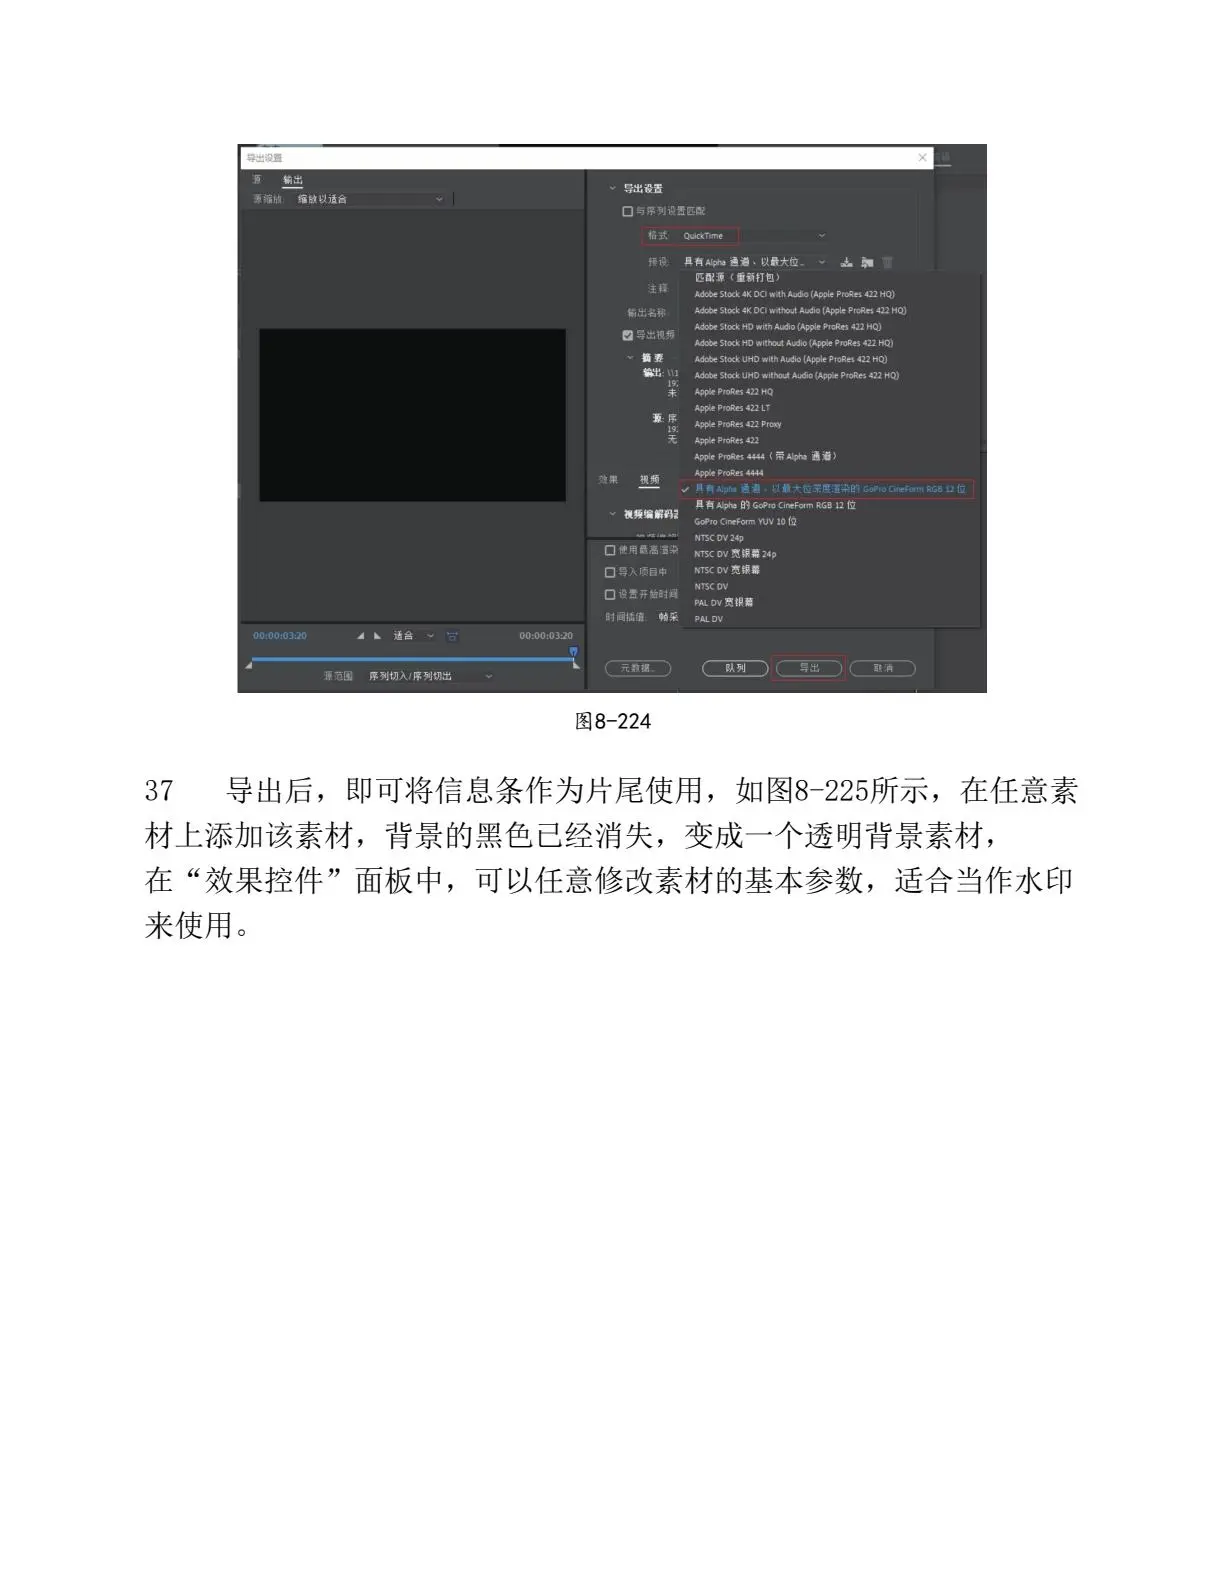 导出设置
源 输出
源缩放: 缩放以适合
导出设置
与序列设置匹配
格式: QuickTime
预设: 具有 Alpha 通道、以最大位...
注释:
输出名称:
导出视频
摘要
输出: \\1
192
未
源: 序
192
无
效果 视频
视频编解码器
匹配源（重新打包）
Adobe Stock 4K DCI with Audio (Apple ProRes 422 HQ)
Adobe Stock 4K DCI without Audio (Apple ProRes 422 HQ)
Adobe Stock HD with Audio (Apple ProRes 422 HQ)
Adobe Stock HD without Audio (Apple ProRes 422 HQ)
Adobe Stock UHD with Audio (Apple ProRes 422 HQ)
Adobe Stock UHD without Audio (Apple ProRes 422 HQ)
Apple ProRes 422 HQ
Apple ProRes 422 LT
Apple ProRes 422 Proxy
Apple ProRes 422
Apple ProRes 4444（带 Alpha 通道）
Apple ProRes 4444
具有 Alpha 通道、以最大位深度渲染的 GoPro CineForm RGB 12 位
具有 Alpha 的 GoPro CineForm RGB 12 位
GoPro CineForm YUV 10 位
NTSC DV 24p
NTSC DV 宽银幕 24p
NTSC DV 宽银幕
NTSC DV
PAL DV 宽银幕
PAL DV
使用最高渲染
导入项目中
设置开始时间
时间插值: 帧采
00:00:03:20 适合 00:00:03:20
源范围: 序列切入/序列切出
元数据... 队列 导出 取消
图8-224
37 导出后，即可将信息条作为片尾使用，如图8-225所示，在任意素
材上添加该素材，背景的黑色已经消失，变成一个透明背景素材，
在“效果控件”面板中，可以任意修改素材的基本参数，适合当作水印
来使用。